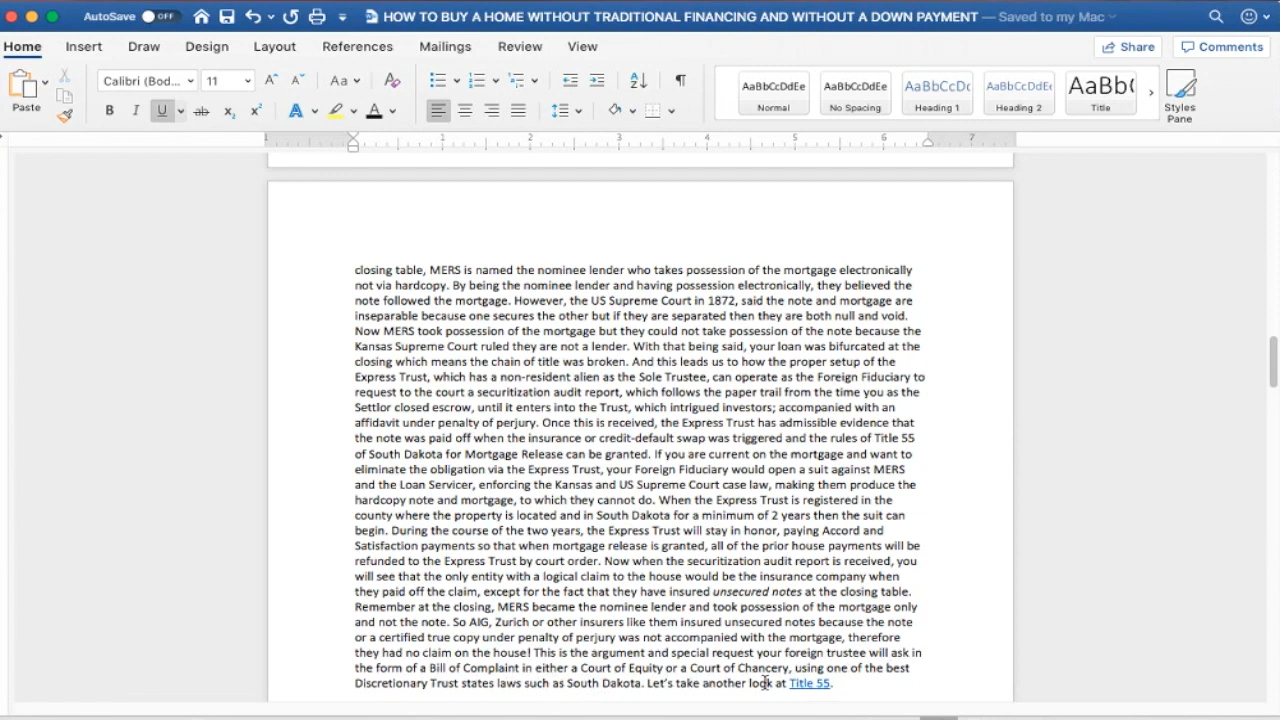 AutoSave OFF HOW TO BUY A HOME WITHOUT TRADITIONAL FINANCING AND WITHOUT A DOWN PAYMENT — Saved to my Mac
Home Insert Draw Design Layout References Mailings Review View Share Comments
Paste Calibri (Bod... 11 Aa
AaBbCcDdEe AaBbCcDdEe AaBbCcDc AaBbCcDdEe AaBb(
Normal No Spacing Heading 1 Heading 2 Title Styles Pane
1 1 2 3 4 5 6 7
closing table, MERS is named the nominee lender who takes possession of the mortgage electronically
not via hardcopy. By being the nominee lender and having possession electronically, they believed the
note followed the mortgage. However, the US Supreme Court in 1872, said the note and mortgage are
inseparable because one secures the other but if they are separated then they are both null and void.
Now MERS took possession of the mortgage but they could not take possession of the note because the
Kansas Supreme Court ruled they are not a lender. With that being said, your loan was bifurcated at the
closing which means the chain of title was broken. And this leads us to how the proper setup of the
Express Trust, which has a non-resident alien as the Sole Trustee, can operate as the Foreign Fiduciary to
request to the court a securitization audit report, which follows the paper trail from the time you as the
Settlor closed escrow, until it enters into the Trust, which intrigued investors; accompanied with an
affidavit under penalty of perjury. Once this is received, the Express Trust has admissible evidence that
the note was paid off when the insurance or credit-default swap was triggered and the rules of Title 55
of South Dakota for Mortgage Release can be granted. If you are current on the mortgage and want to
eliminate the obligation via the Express Trust, your Foreign Fiduciary would open a suit against MERS
and the Loan Servicer, enforcing the Kansas and US Supreme Court case law, making them produce the
hardcopy note and mortgage, to which they cannot do. When the Express Trust is registered in the
county where the property is located and in South Dakota for a minimum of 2 years then the suit can
begin. During the course of the two years, the Express Trust will stay in honor, paying Accord and
Satisfaction payments so that when mortgage release is granted, all of the prior house payments will be
refunded to the Express Trust by court order. Now when the securitization audit report is received, you
will see that the only entity with a logical claim to the house would be the insurance company when
they paid off the claim, except for the fact that they have insured unsecured notes at the closing table.
Remember at the closing, MERS became the nominee lender and took possession of the mortgage only
and not the note. So AIG, Zurich or other insurers like them insured unsecured notes because the note
or a certified true copy under penalty of perjury was not accompanied with the mortgage, therefore
they had no claim on the house! This is the argument and special request your foreign trustee will ask in
the form of a Bill of Complaint in either a Court of Equity or a Court of Chancery, using one of the best
Discretionary Trust states laws such as South Dakota. Let's take another look at Title 55.